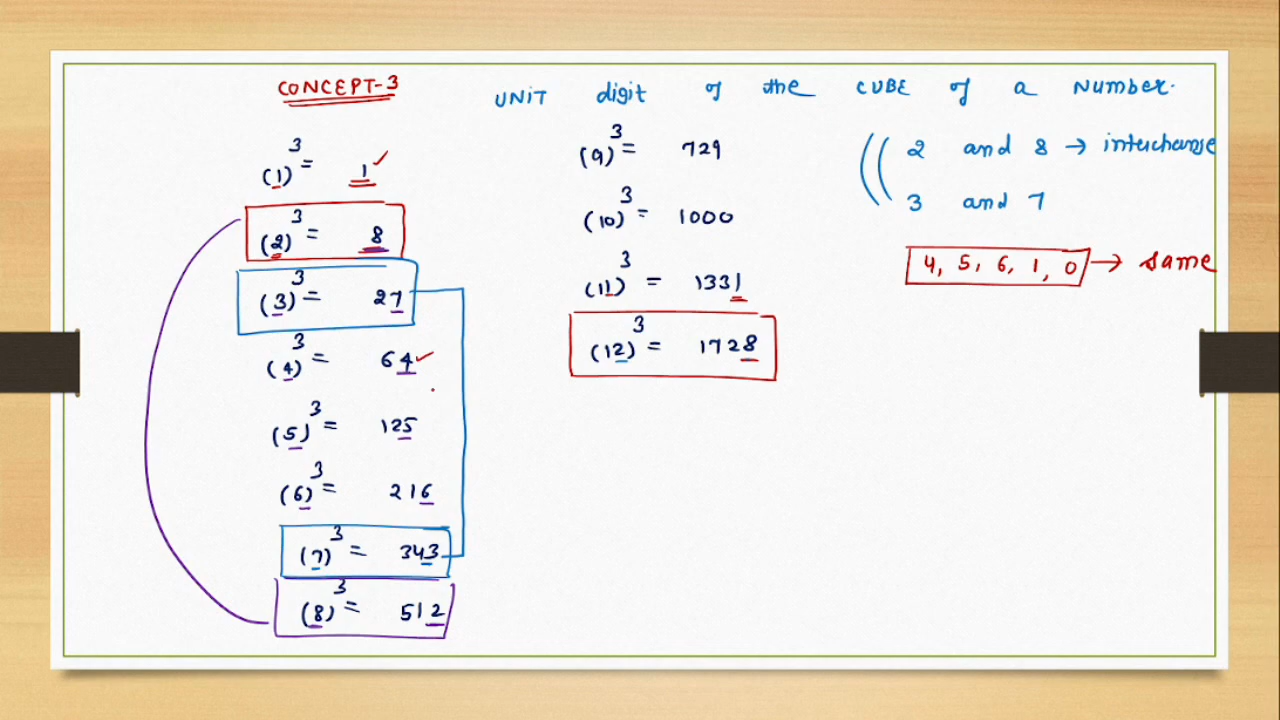 CONCEPT-3
UNIT digit of the CUBE of a Number.
(1)³ = 1 ✓
(2)³ = 8
(3)³ = 27
(4)³ = 64 ✓
(5)³ = 125
(6)³ = 216
(7)³ = 343
(8)³ = 512
(9)³ = 729
(10)³ = 1000
(11)³ = 1331
(12)³ = 1728
2 and 8 → interchange
3 and 7
4, 5, 6, 1, 0 → same